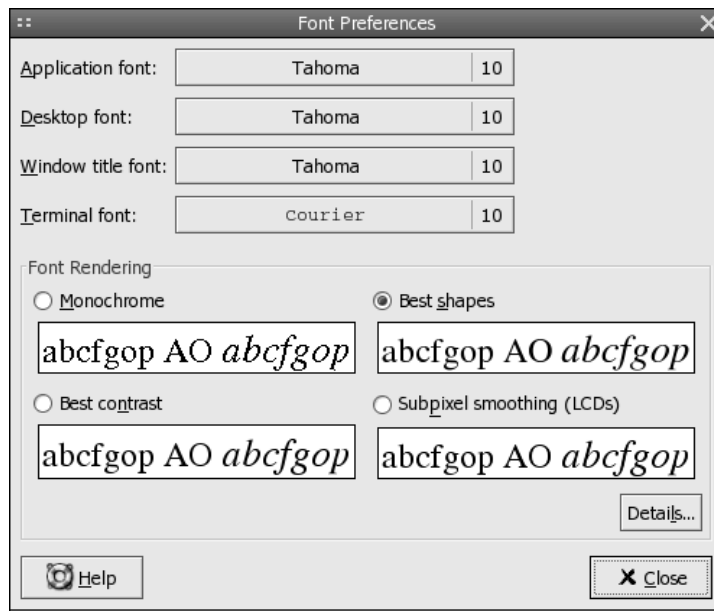 Font Preferences
Application font: Tahoma 10
Desktop font: Tahoma 10
Window title font: Tahoma 10
Terminal font: Courier 10
Font Rendering
Monochrome Best shapes
abcfgop AO abcfgop abcfgop AO abcfgop
Best contrast Subpixel smoothing (LCDs)
abcfgop AO abcfgop abcfgop AO abcfgop
Details...
Help Close